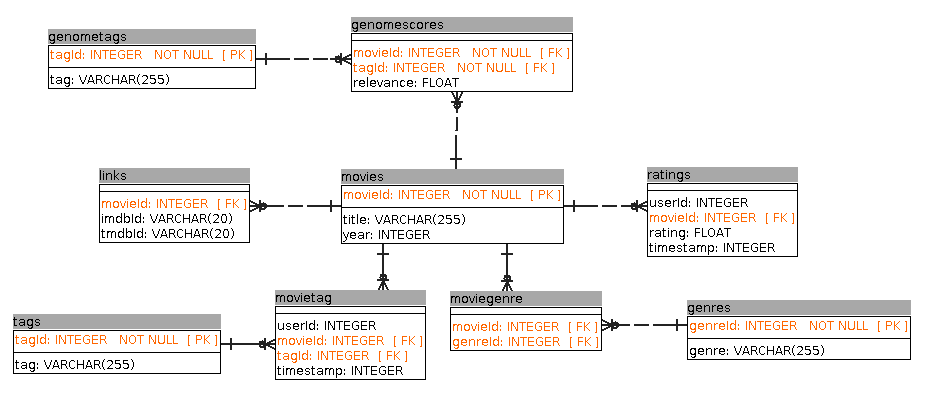 genometags
tagId: INTEGER NOT NULL [ PK ]
tag: VARCHAR(255)
genomescores
movieId: INTEGER NOT NULL [ FK ]
tagId: INTEGER NOT NULL [ FK ]
relevance: FLOAT
links
movieId: INTEGER [ FK ]
imdbId: VARCHAR(20)
tmdbId: VARCHAR(20)
movies
movieId: INTEGER NOT NULL [ PK ]
title: VARCHAR(255)
year: INTEGER
ratings
userId: INTEGER
movieId: INTEGER [ FK ]
rating: FLOAT
timestamp: INTEGER
tags
tagId: INTEGER NOT NULL [ PK ]
tag: VARCHAR(255)
movietag
userId: INTEGER
movieId: INTEGER [ FK ]
tagId: INTEGER [ FK ]
timestamp: INTEGER
moviegenre
movieId: INTEGER [ FK ]
genreId: INTEGER [ FK ]
genres
genreId: INTEGER NOT NULL [ PK ]
genre: VARCHAR(255)